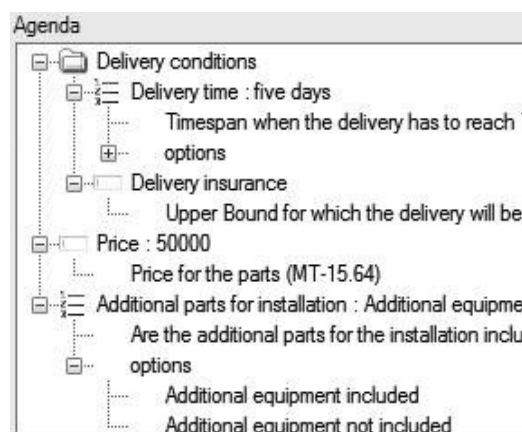 Agenda
Delivery conditions
Delivery time : five days
Timespan when the delivery has to reach
options
Delivery insurance
Upper Bound for which the delivery will be
Price : 50000
Price for the parts (MT-15.64)
Additional parts for installation : Additional equipme
Are the additional parts for the installation inclu
options
Additional equipment included
Additional equipment not included